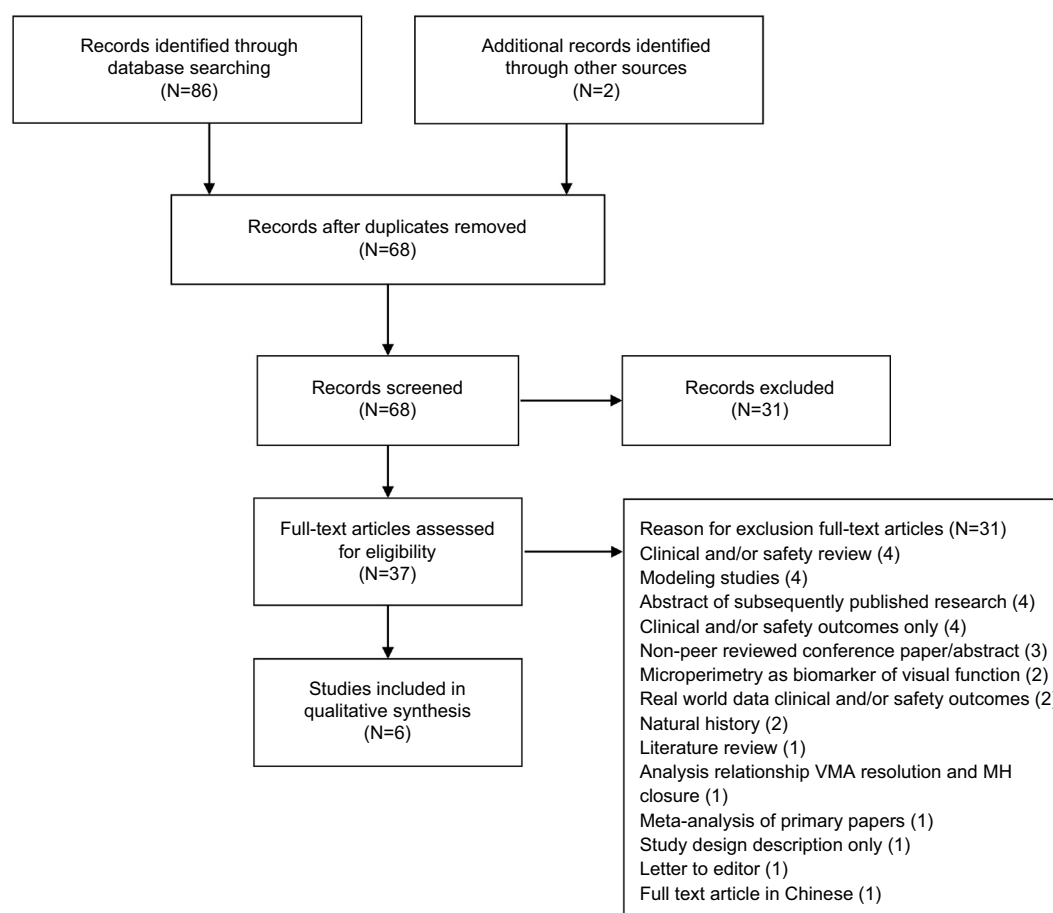 Records identified through
database searching
(N=86)
Additional records identified
through other sources
(N=2)
Records after duplicates removed
(N=68)
Records screened
(N=68)
Records excluded
(N=31)
Full-text articles assessed
for eligibility
(N=37)
Reason for exclusion full-text articles (N=31)
Clinical and/or safety review (4)
Modeling studies (4)
Abstract of subsequently published research (4)
Clinical and/or safety outcomes only (4)
Non-peer reviewed conference paper/abstract (3)
Microperimetry as biomarker of visual function (2)
Real world data clinical and/or safety outcomes (2)
Natural history (2)
Literature review (1)
Analysis relationship VMA resolution and MH
closure (1)
Meta-analysis of primary papers (1)
Study design description only (1)
Letter to editor (1)
Full text article in Chinese (1)
Studies included in
qualitative synthesis
(N=6)